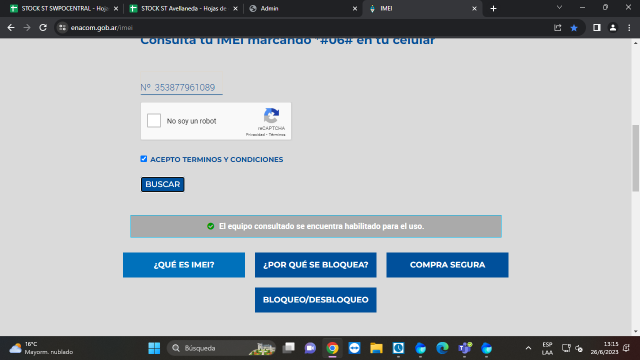 STOCK ST SWPOCENTRAL - Hoja
STOCK ST Avellaneda - Hojas de
Admin
IMEI
enacom.gob.ar/imei
Consulta tu IMEI marcando *#06# en tu celular
Nº 353877961089
No soy un robot
reCAPTCHA
Privacidad - Términos
ACEPTO TERMINOS Y CONDICIONES
BUSCAR
El equipo consultado se encuentra habilitado para el uso.
¿QUÉ ES IMEI?
¿POR QUÉ SE BLOQUEA?
COMPRA SEGURA
BLOQUEO/DESBLOQUEO
16°C
Mayorm. nublado
Búsqueda
ESP
LAA
13:15
26/6/2023